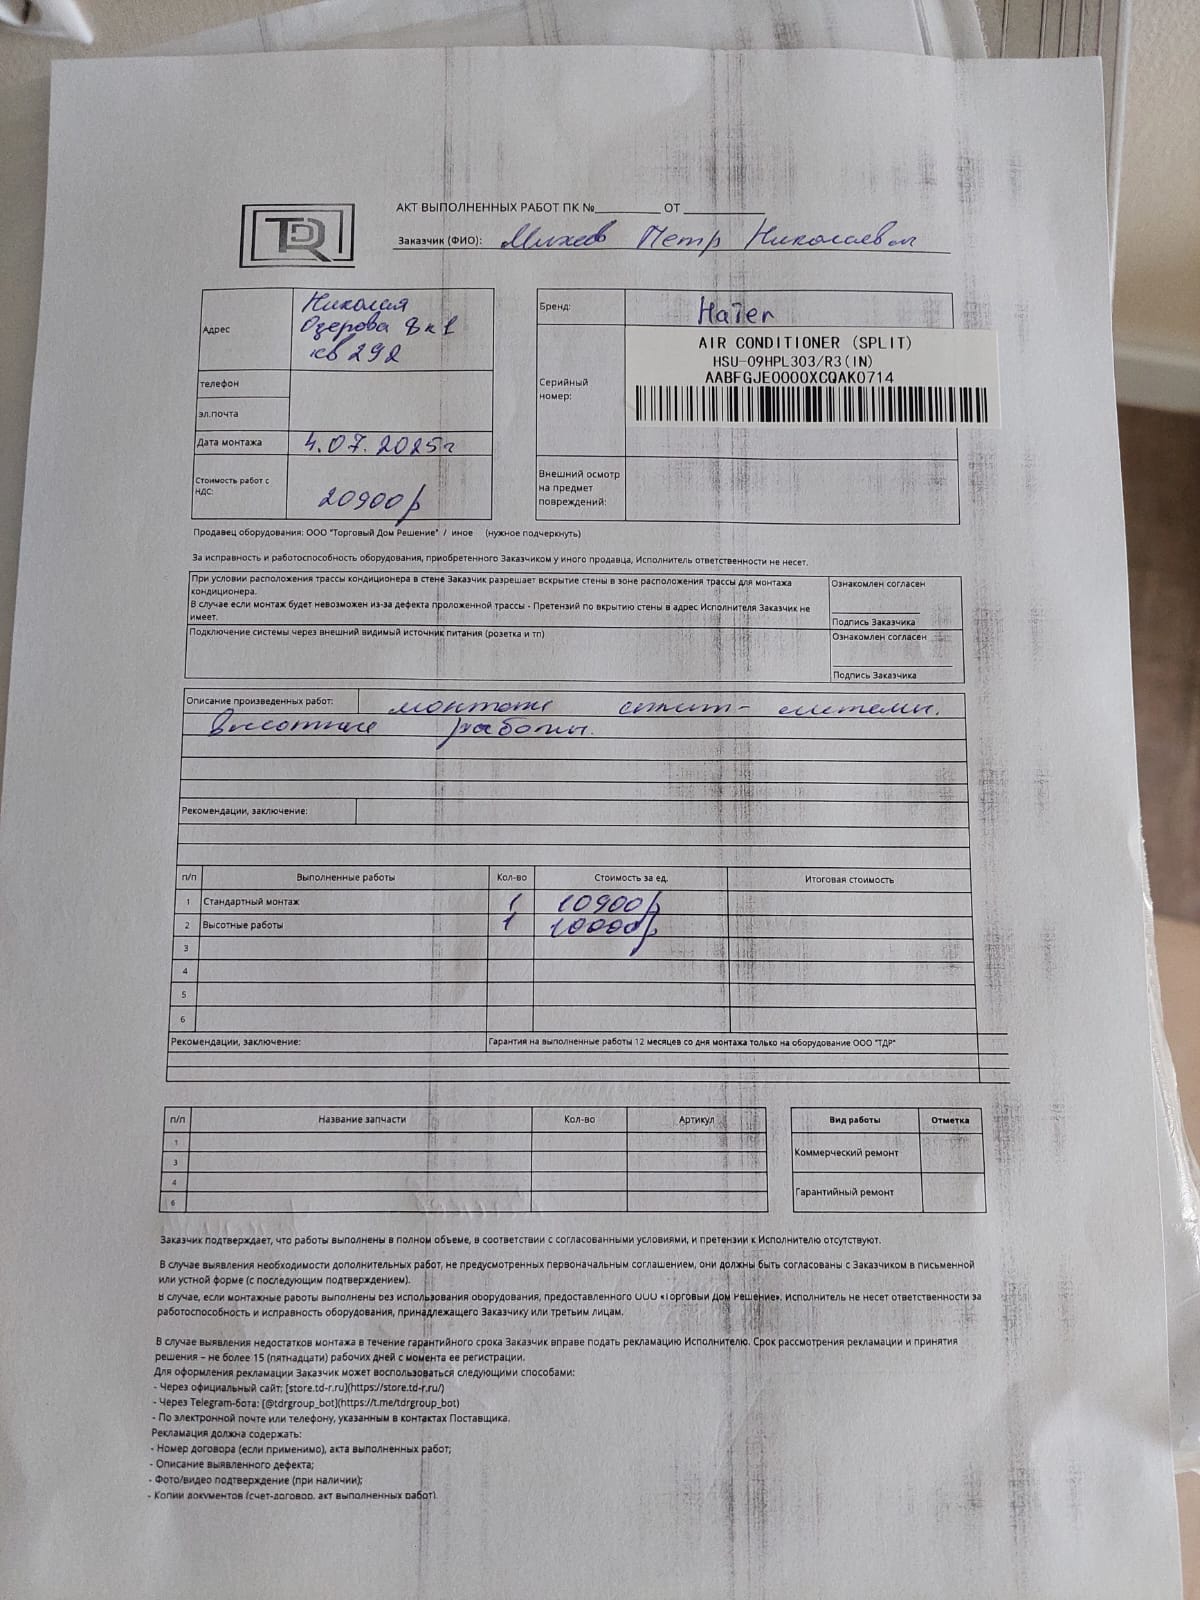 TDR
АКТ ВЫПОЛНЕННЫХ РАБОТ ПК №_________ ОТ ___________
Заказчик (ФИО): Михеев Петр Николаевич
Адрес
Николая
Озерова 8к1
кв 292
телефон
эл.почта
Дата монтажа 4.07.2025г
Стоимость работ с НДС: 20900р
Бренд: Haier
Серийный номер:
AIR CONDITIONER (SPLIT)
HSU-09HPL303/R3(IN)
AABFGJE0000XCQAK0714
Внешний осмотр
на предмет
повреждений:
Продавец оборудования: ООО "Торговый Дом Решение" / иное (нужное подчеркнуть)
За исправность и работоспособность оборудования, приобретенного Заказчиком у иного продавца, Исполнитель ответственности не несет.
При условии расположения трассы кондиционера в стене Заказчик разрешает вскрытие стены в зоне расположения трассы для монтажа
кондиционера.
В случае если монтаж будет невозможен из-за дефекта проложенной трассы - Претензий по вкрытию стены в адрес Исполнителя Заказчик не
имеет.
Ознакомлен согласен
Подпись Заказчика
Подключение системы через внешний видимый источник питания (розетка и тп)
Ознакомлен согласен
Подпись Заказчика
Описание произведенных работ: монтаж сплит-системы.
Высотные работы.
Рекомендации, заключение:
п/п Выполненные работы Кол-во Стоимость за ед. Итоговая стоимость
1 Стандартный монтаж 1 10900р
2 Высотные работы 1 10000р
3
4
5
6
Рекомендации, заключение: Гарантия на выполненные работы 12 месяцев со дня монтажа только на оборудование ООО "ТДР"
п/п Название запчасти Кол-во Артикул
1
3
4
6
Вид работы Отметка
Коммерческий ремонт
Гарантийный ремонт
Заказчик подтверждает, что работы выполнены в полном объеме, в соответствии с согласованными условиями, и претензии к Исполнителю отсутствуют.
В случае выявления необходимости дополнительных работ, не предусмотренных первоначальным соглашением, они должны быть согласованы с Заказчиком в письменной
или устной форме (с последующим подтверждением).
В случае, если монтажные работы выполнены без использования оборудования, предоставленного ООО «Торговый Дом Решение». Исполнитель не несет ответственности за
работоспособность и исправность оборудования, принадлежащего Заказчику или третьим лицам.
В случае выявления недостатков монтажа в течение гарантийного срока Заказчик вправе подать рекламацию Исполнителю. Срок рассмотрения рекламации и принятия
решения – не более 15 (пятнадцати) рабочих дней с момента ее регистрации.
Для оформления рекламации Заказчик может воспользоваться следующими способами:
- Через официальный сайт: [store.td-r.ru](https://store.td-r.ru/)
- Через Telegram-бота: [@tdrgroup_bot](https://t.me/tdrgroup_bot)
- По электронной почте или телефону, указанным в контактах Поставщика.
Рекламация должна содержать:
- Номер договора (если применимо), акта выполненных работ;
- Описание выявленного дефекта;
- Фото/видео подтверждение (при наличии);
- Копии документов (счет-договор, акт выполненных работ).